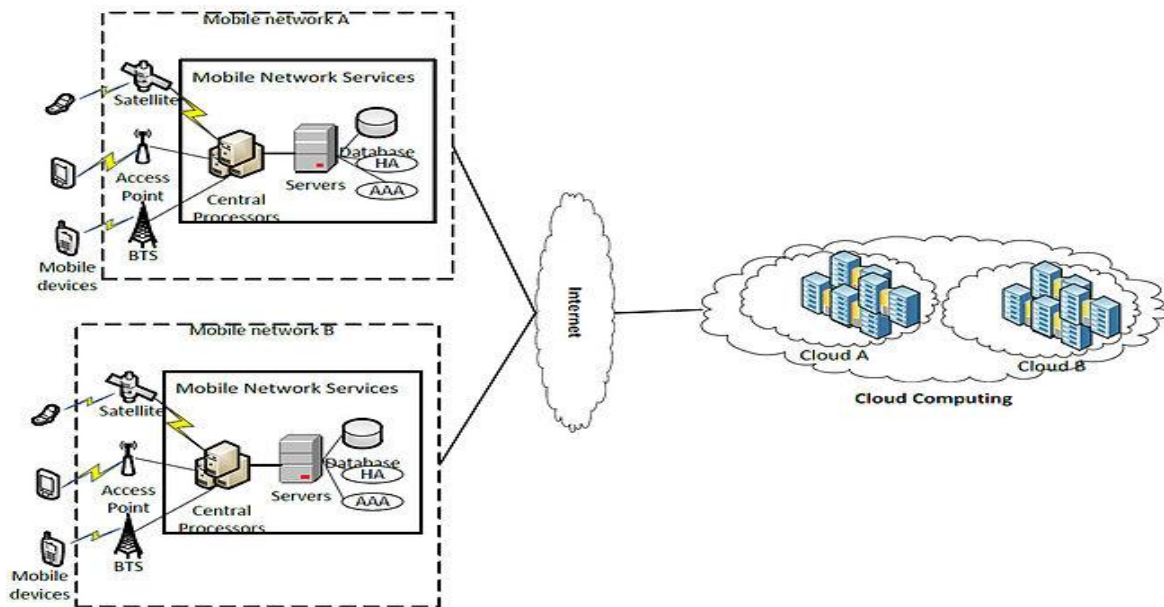 Mobile network A
Mobile Network Services
Satellite
Database
HA
AAA
Servers
Access
Point
Central
Processors
BTS
Mobile
devices
Mobile network B
Mobile Network Services
Satellite
Database
HA
AAA
Servers
Access
Point
Central
Processors
BTS
Mobile
devices
Internet
Cloud A
Cloud B
Cloud Computing